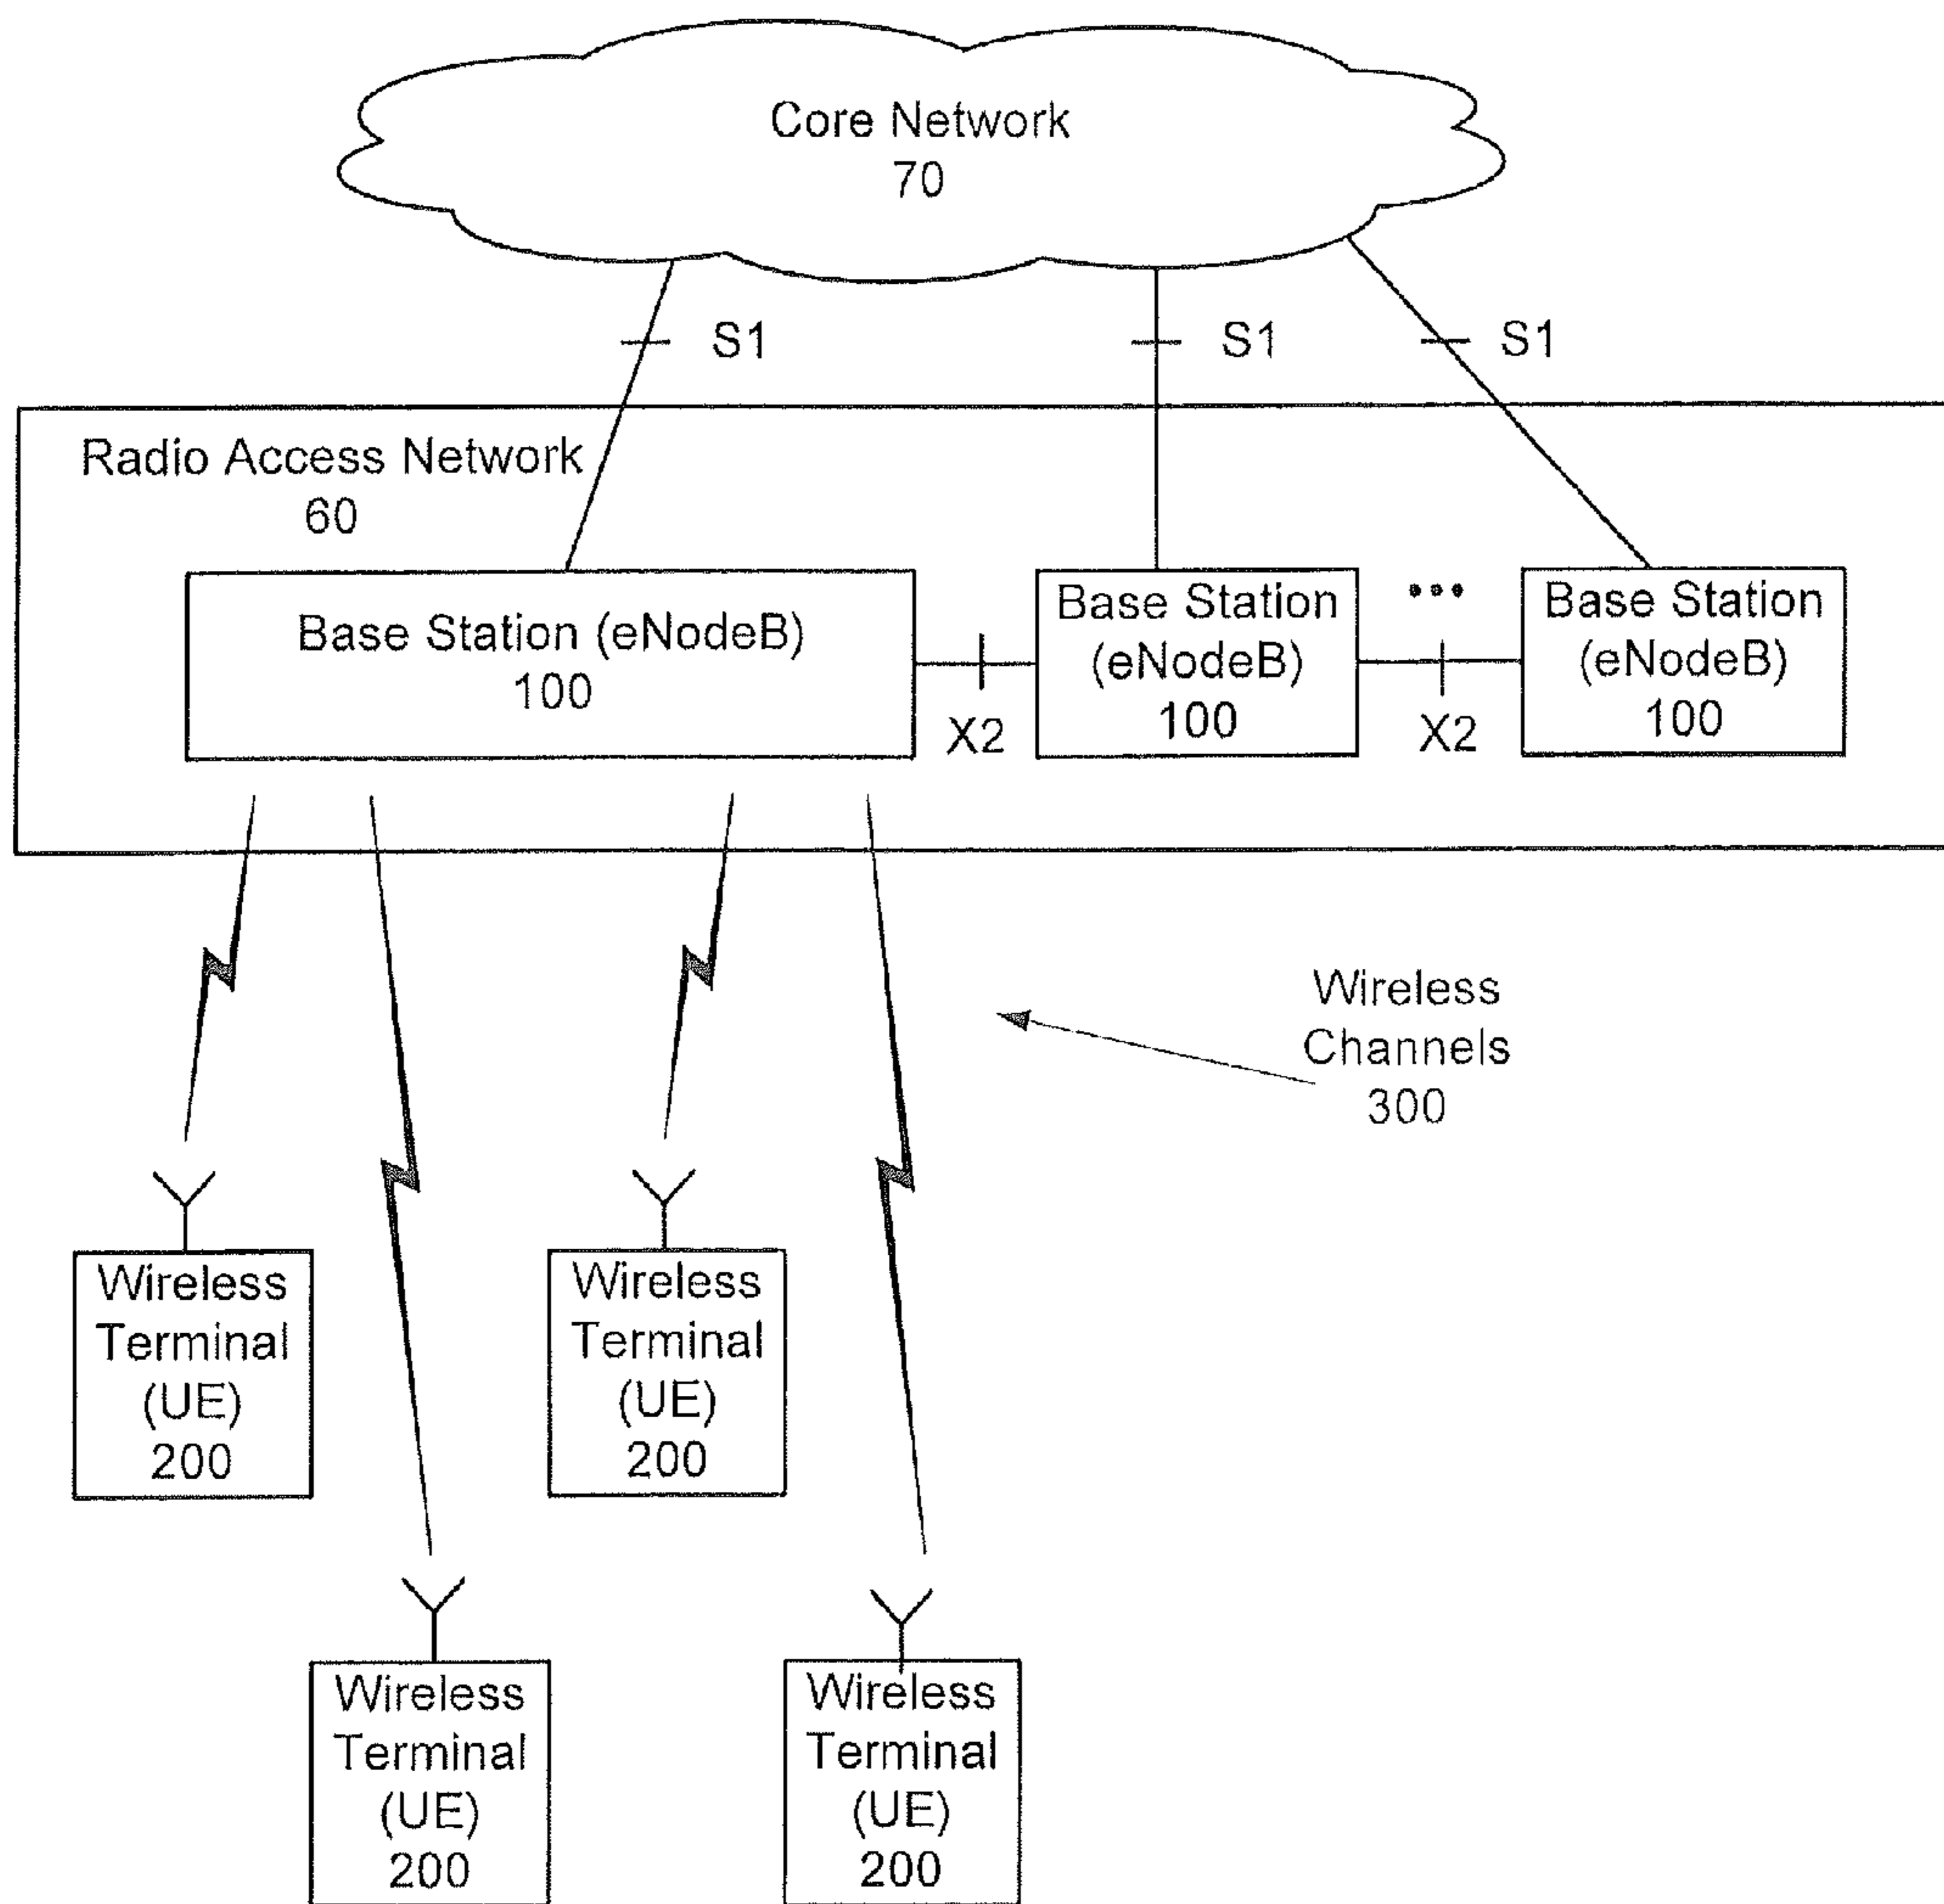 Core Network
70
S1
S1
S1
Radio Access Network
60
Base Station (eNodeB)
100
X2
Base Station
(eNodeB)
100
•••
X2
Base Station
(eNodeB)
100
Wireless
Channels
300
Wireless
Terminal
(UE)
200
Wireless
Terminal
(UE)
200
Wireless
Terminal
(UE)
200
Wireless
Terminal
(UE)
200